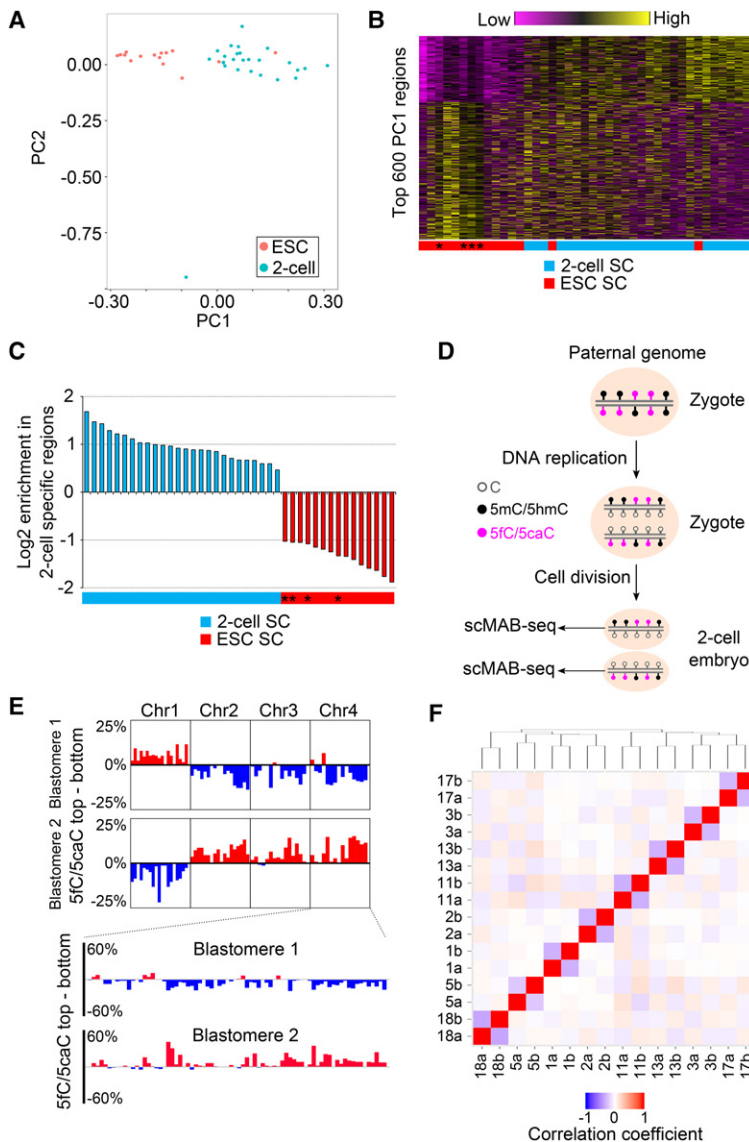 A
0.00
-0.25
-0.50
-0.75
PC2
ESC
2-cell
-0.30
0.00
0.30
PC1
B
Low
High
Top 600 PC1 regions
* ***
2-cell SC
ESC SC
C
2
1
0
-1
-2
Log2 enrichment in
2-cell specific regions
** * *
2-cell SC
ESC SC
D
Paternal genome
Zygote
DNA replication
C
5mC/5hmC
5fC/5caC
Zygote
Cell division
scMAB-seq
scMAB-seq
2-cell
embryo
E
Chr1 Chr2 Chr3 Chr4
25%
0%
-25%
25%
0%
-25%
Blastomere 1
Blastomere 2
5fC/5caC top - bottom
60%
Blastomere 1
-60%
60%
Blastomere 2
-60%
5fC/5caC top - bottom
F
17b
17a
3b
3a
13b
13a
11b
11a
2b
2a
1b
1a
5b
5a
18b
18a
18a 18b 5a 5b 1a 1b 2a 2b 11a 11b 13a 13b 3a 3b 17a 17b
-1 0 1
Correlation coefficient